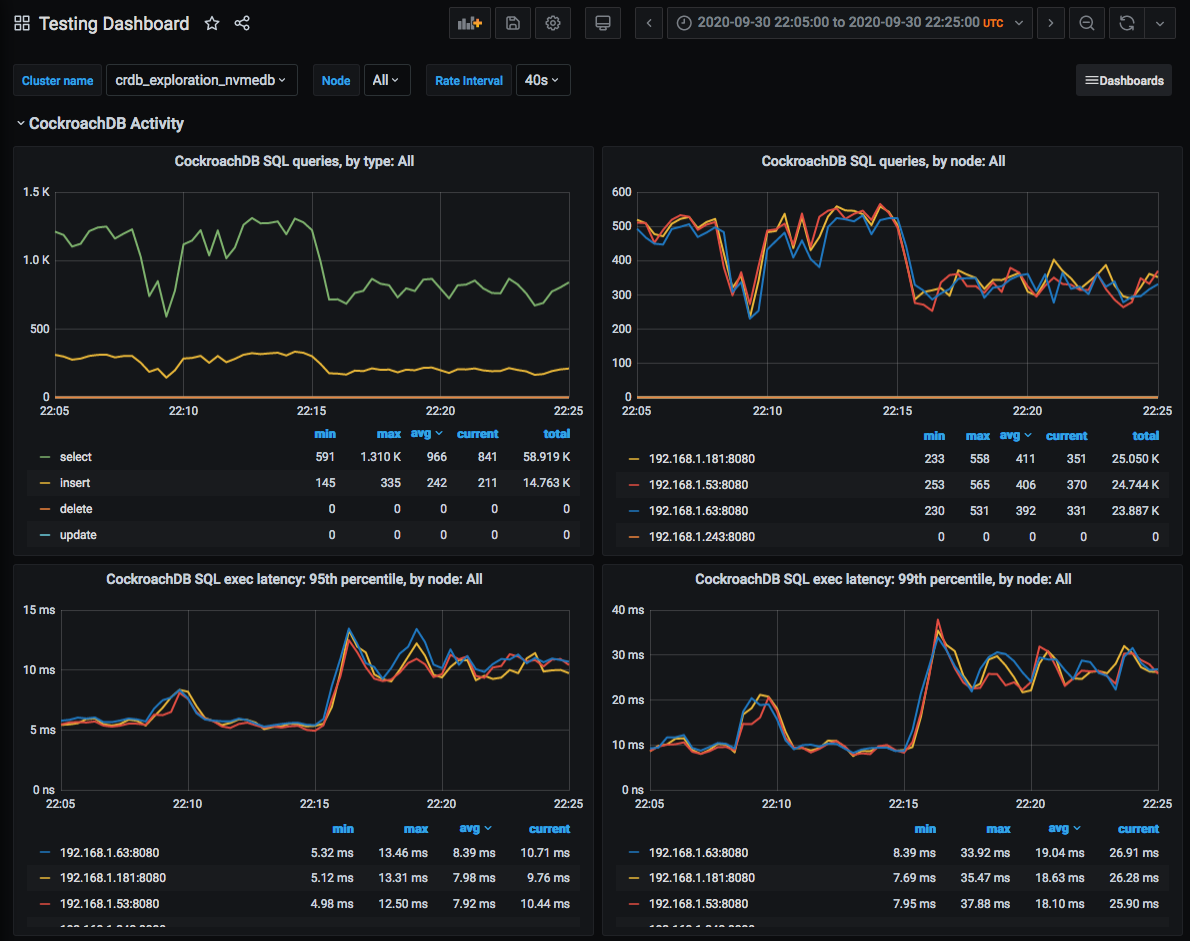 Testing Dashboard
2020-09-30 22:05:00 to 2020-09-30 22:25:00 UTC
Cluster name crdb_exploration_nvmedb Node All Rate Interval 40s Dashboards
CockroachDB Activity
CockroachDB SQL queries, by type: All
1.5 K
1.0 K
500
0
22:05 22:10 22:15 22:20 22:25
min max avg current total
select 591 1.310 K 966 841 58.919 K
insert 145 335 242 211 14.763 K
delete 0 0 0 0 0
update 0 0 0 0 0
CockroachDB SQL queries, by node: All
600
500
400
300
200
100
0
22:05 22:10 22:15 22:20 22:25
min max avg current total
192.168.1.181:8080 233 558 411 351 25.050 K
192.168.1.53:8080 253 565 406 370 24.744 K
192.168.1.63:8080 230 531 392 331 23.887 K
192.168.1.243:8080 0 0 0 0 0
CockroachDB SQL exec latency: 95th percentile, by node: All
15 ms
10 ms
5 ms
0 ns
22:05 22:10 22:15 22:20 22:25
min max avg current
192.168.1.63:8080 5.32 ms 13.46 ms 8.39 ms 10.71 ms
192.168.1.181:8080 5.12 ms 13.31 ms 7.98 ms 9.76 ms
192.168.1.53:8080 4.98 ms 12.50 ms 7.92 ms 10.44 ms
CockroachDB SQL exec latency: 99th percentile, by node: All
40 ms
30 ms
20 ms
10 ms
0 ns
22:05 22:10 22:15 22:20 22:25
min max avg current
192.168.1.63:8080 8.39 ms 33.92 ms 19.04 ms 26.91 ms
192.168.1.181:8080 7.69 ms 35.47 ms 18.63 ms 26.28 ms
192.168.1.53:8080 7.95 ms 37.88 ms 18.10 ms 25.90 ms